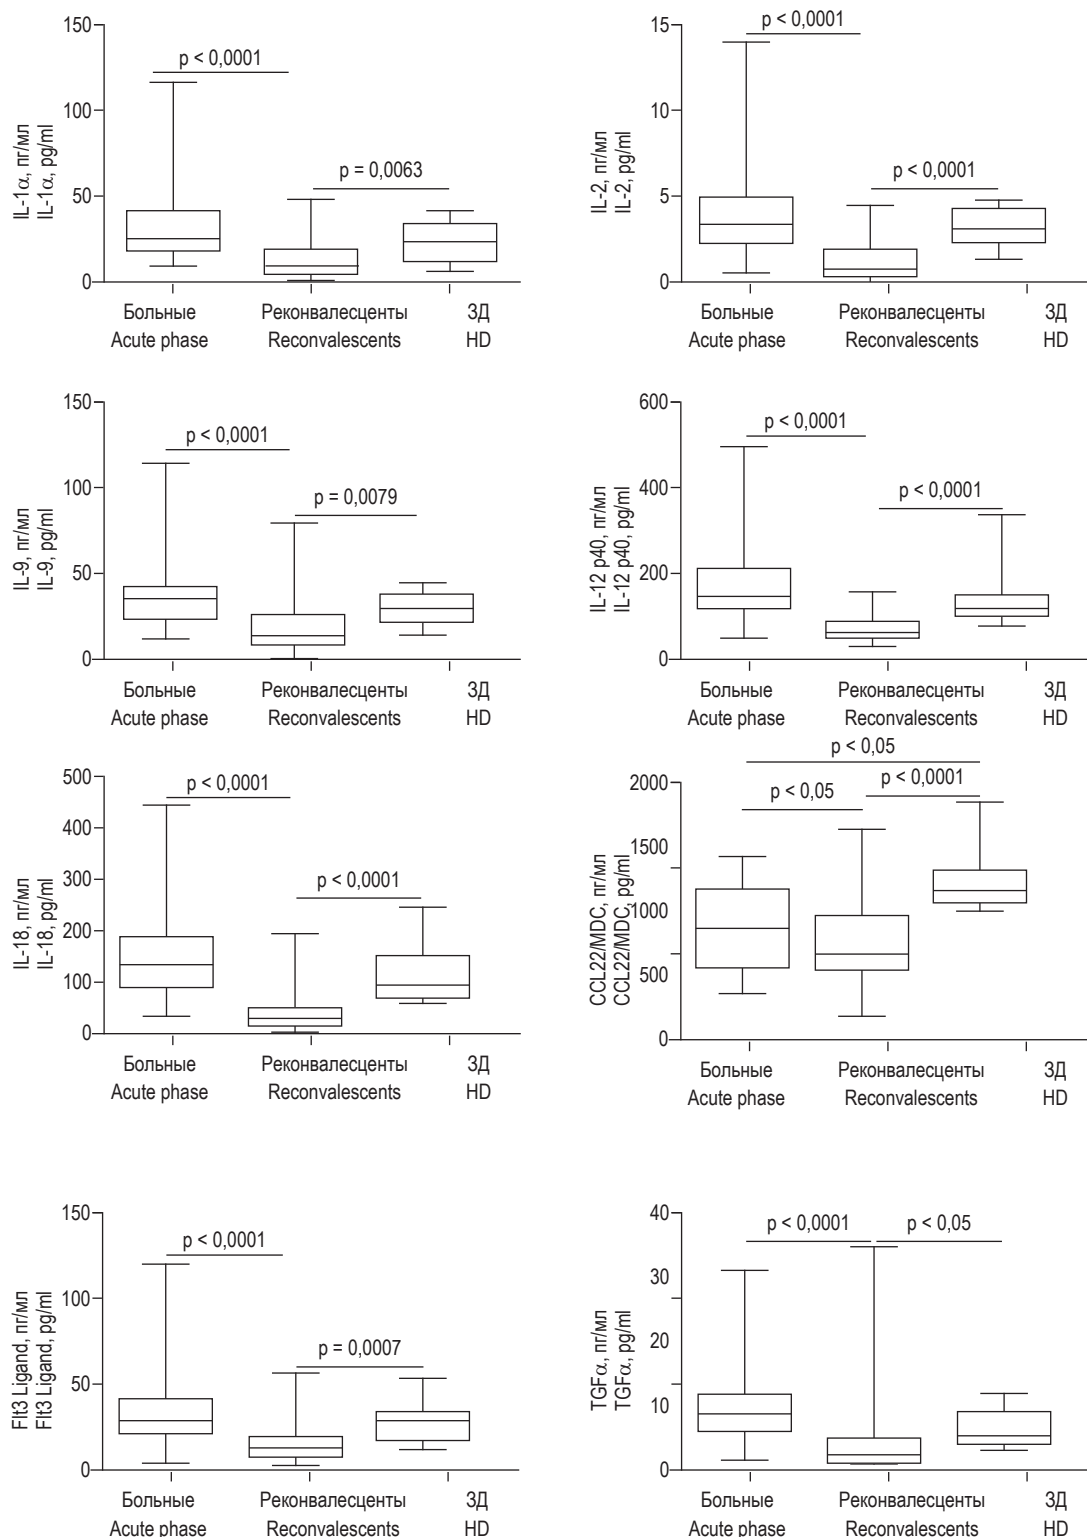 IL-1α, пг/мл
IL-1α, pg/ml
150
100
50
0
p < 0,0001
p = 0,0063
Больные
Acute phase
Реконвалесценты
Reconvalescents
ЗД
HD
IL-2, пг/мл
IL-2, pg/ml
15
10
5
0
p < 0,0001
p < 0,0001
Больные
Acute phase
Реконвалесценты
Reconvalescents
ЗД
HD
IL-9, пг/мл
IL-9, pg/ml
150
100
50
0
p < 0,0001
p = 0,0079
Больные
Acute phase
Реконвалесценты
Reconvalescents
ЗД
HD
IL-12 p40, пг/мл
IL-12 p40, pg/ml
600
400
200
0
p < 0,0001
p < 0,0001
Больные
Acute phase
Реконвалесценты
Reconvalescents
ЗД
HD
IL-18, пг/мл
IL-18, pg/ml
500
400
300
200
100
0
p < 0,0001
p < 0,0001
Больные
Acute phase
Реконвалесценты
Reconvalescents
ЗД
HD
CCL22/MDC, пг/мл
CCL22/MDC, pg/ml
2000
1500
1000
500
0
p < 0,05
p < 0,05
p < 0,0001
Больные
Acute phase
Реконвалесценты
Reconvalescents
ЗД
HD
Flt3 Ligand, пг/мл
Flt3 Ligand, pg/ml
150
100
50
0
p < 0,0001
p = 0,0007
Больные
Acute phase
Реконвалесценты
Reconvalescents
ЗД
HD
TGFα, пг/мл
TGFα, pg/ml
40
30
20
10
0
p < 0,0001
p < 0,05
Больные
Acute phase
Реконвалесценты
Reconvalescents
ЗД
HD